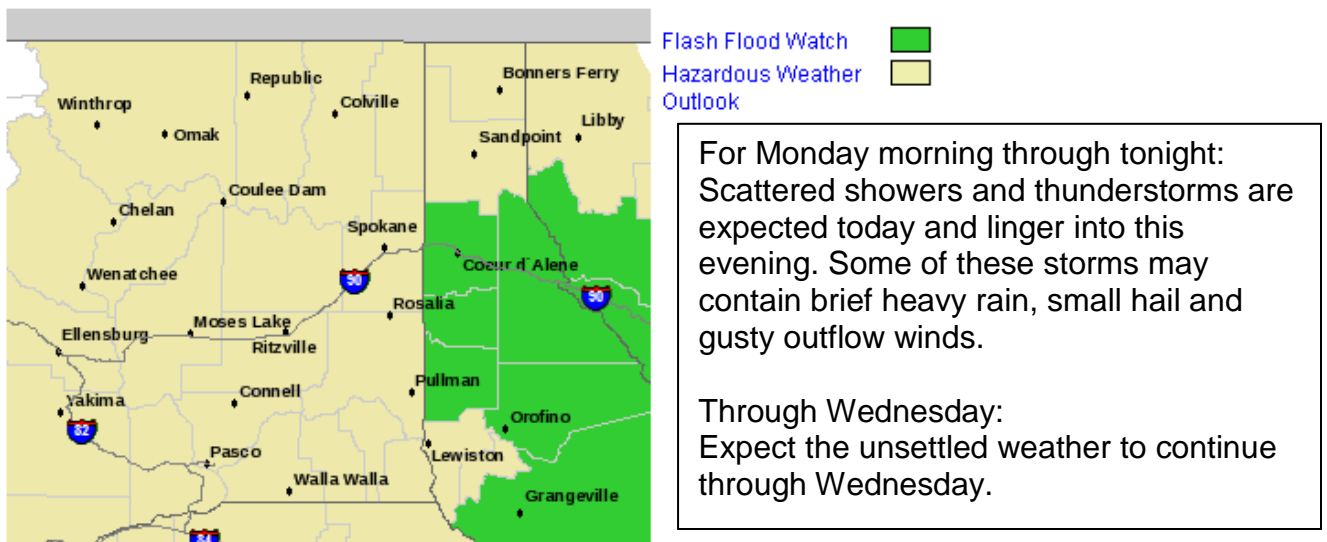 Flash Flood Watch
Hazardous Weather
Outlook
Republic
Bonners Ferry
Winthrop
Colville
Libby
Omak
Sandpoint
Coulee Dam
Chelan
Spokane
Wenatchee
Coeur d'Alene
90
90
Rosalia
Ellensburg
Moses Lake
Ritzville
Pullman
Yakima
Connell
Orofino
82
Pasco
Lewiston
Walla Walla
Grangeville
84
For Monday morning through tonight:
Scattered showers and thunderstorms are
expected today and linger into this
evening. Some of these storms may
contain brief heavy rain, small hail and
gusty outflow winds.
Through Wednesday:
Expect the unsettled weather to continue
through Wednesday.